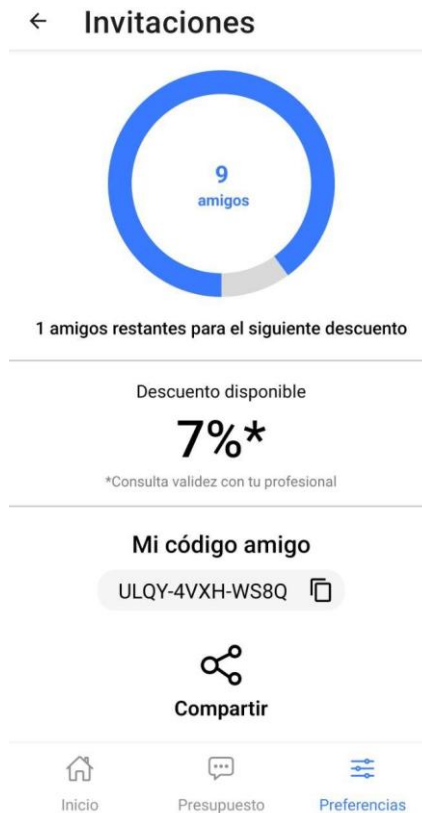 Invitaciones
9
amigos
1 amigos restantes para el siguiente descuento
Descuento disponible
7%*
*Consulta validez con tu profesional
Mi código amigo
ULQY-4VXH-WS8Q
Compartir
Inicio
Presupuesto
Preferencias